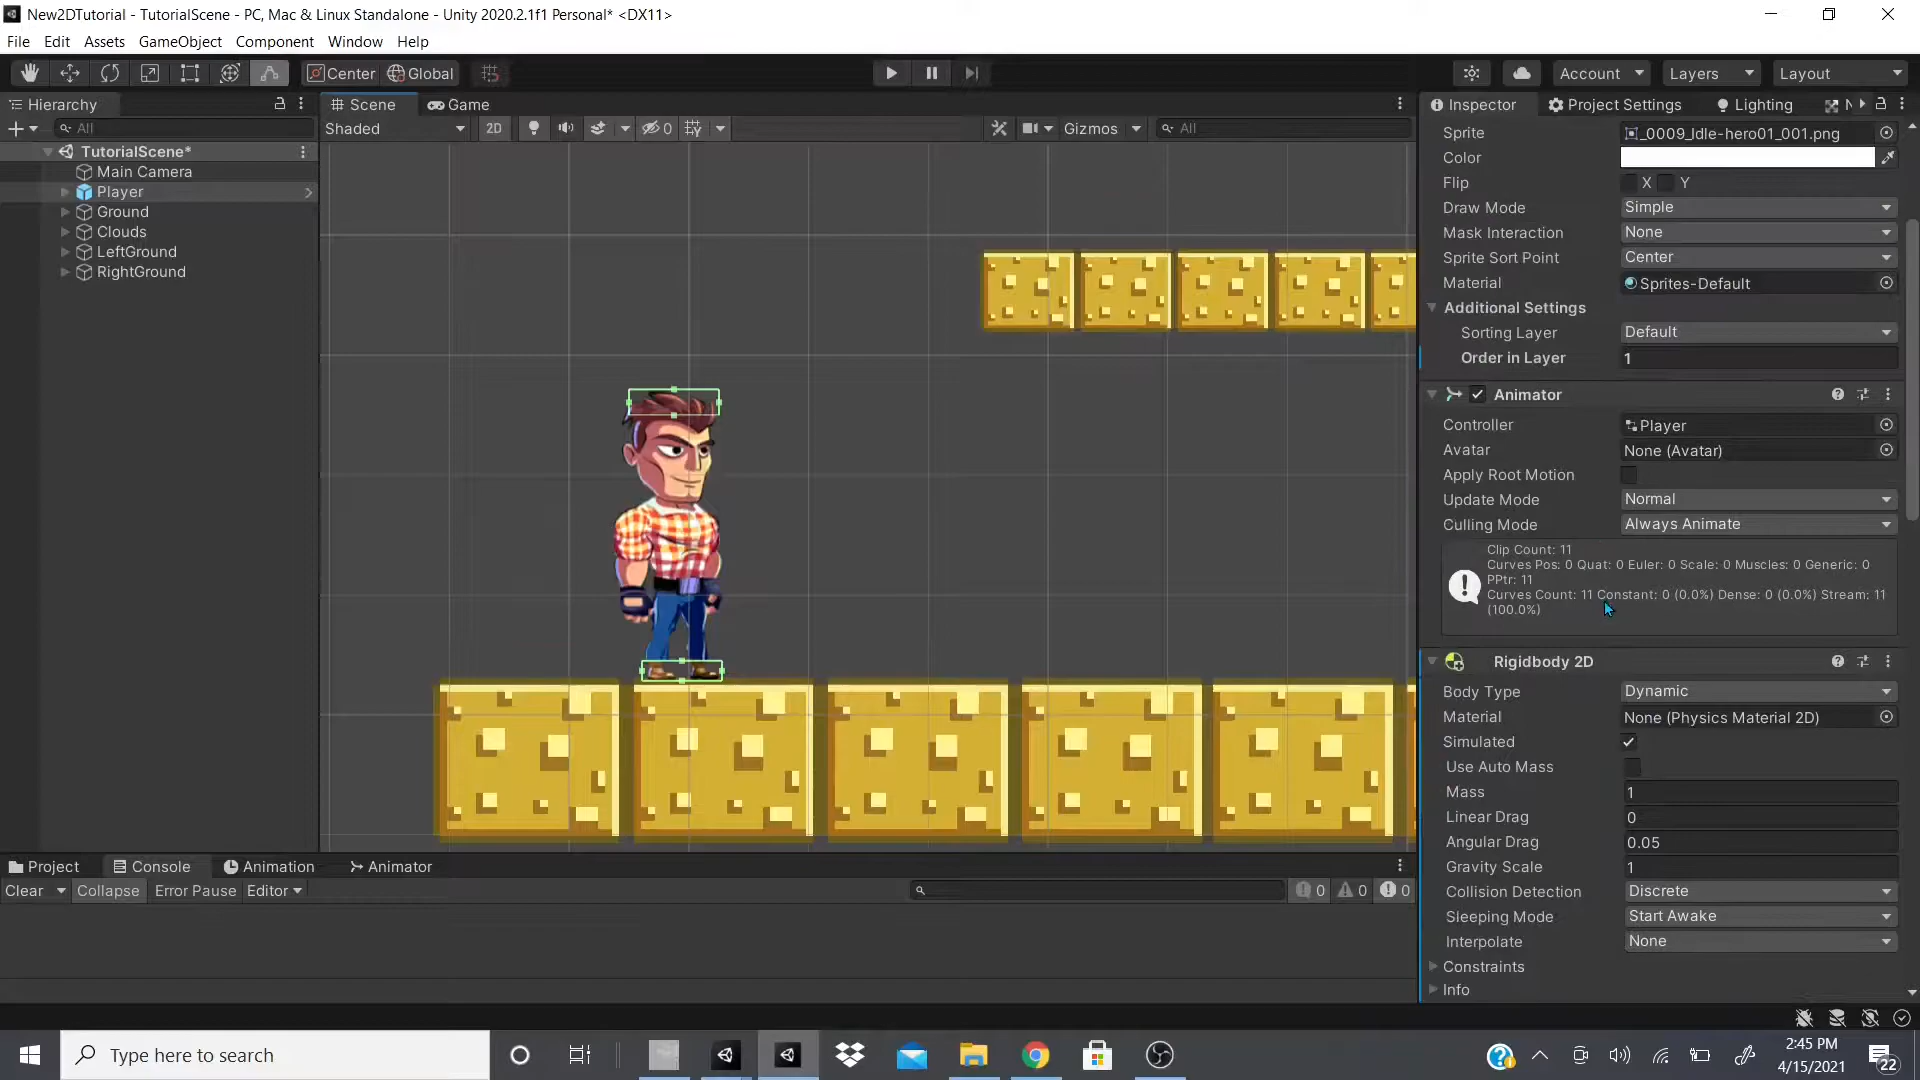 New2DTutorial - TutorialScene - PC, Mac & Linux Standalone - Unity 2020.2.1f1 Personal* <DX11>
File Edit Assets GameObject Component Window Help
Center Global Account Layers Layout
Hierarchy Scene Game Inspector Project Settings Lighting
All Shaded 2D 0 Gizmos All
TutorialScene*
Main Camera
Player
Ground
Clouds
LeftGround
RightGround
Sprite _0009_Idle-hero01_001.png
Color
Flip X Y
Draw Mode Simple
Mask Interaction None
Sprite Sort Point Center
Material Sprites-Default
Additional Settings
Sorting Layer Default
Order in Layer 1
Animator
Controller Player
Avatar None (Avatar)
Apply Root Motion
Update Mode Normal
Culling Mode Always Animate
Clip Count: 11
Curves Pos: 0 Quat: 0 Euler: 0 Scale: 0 Muscles: 0 Generic: 0
PPtr: 11
Curves Count: 11 Constant: 0 (0.0%) Dense: 0 (0.0%) Stream: 11
(100.0%)
Rigidbody 2D
Body Type Dynamic
Material None (Physics Material 2D)
Simulated
Use Auto Mass
Mass 1
Linear Drag 0
Angular Drag 0.05
Gravity Scale 1
Collision Detection Discrete
Sleeping Mode Start Awake
Interpolate None
Constraints
Info
Project Console Animation Animator
Clear Collapse Error Pause Editor 0 0 0
Type here to search
2:45 PM
4/15/2021
22